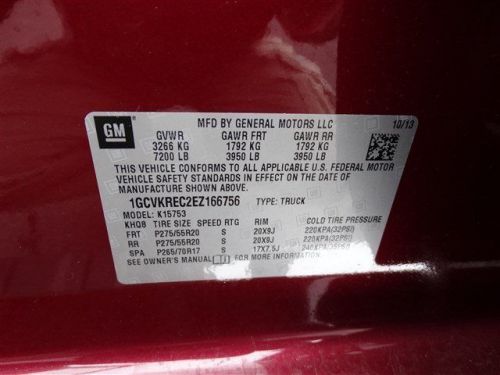 GM
MFD BY GENERAL MOTORS LLC 10/13
GVWR GAWR FRT GAWR RR
3266 KG 1792 KG 1792 KG
7200 LB 3950 LB 3950 LB
THIS VEHICLE CONFORMS TO ALL APPLICABLE U.S. FEDERAL MOTOR
VEHICLE SAFETY STANDARDS IN EFFECT ON THE DATE OF
MANUFACTURE SHOWN ABOVE.
1GCVKREC2EZ166756 TYPE: TRUCK
MODEL: K15753
KHQ8 TIRE SIZE SPEED RTG RIM COLD TIRE PRESSURE
FRT P275/55R20 S 20X9J 220KPA(32PSI)
RR P275/55R20 S 20X9J 220KPA(32PSI)
SPA P265/70R17 S 17X7.5J 240KPA(35PSI)
SEE OWNER'S MANUAL FOR MORE INFORMATION.